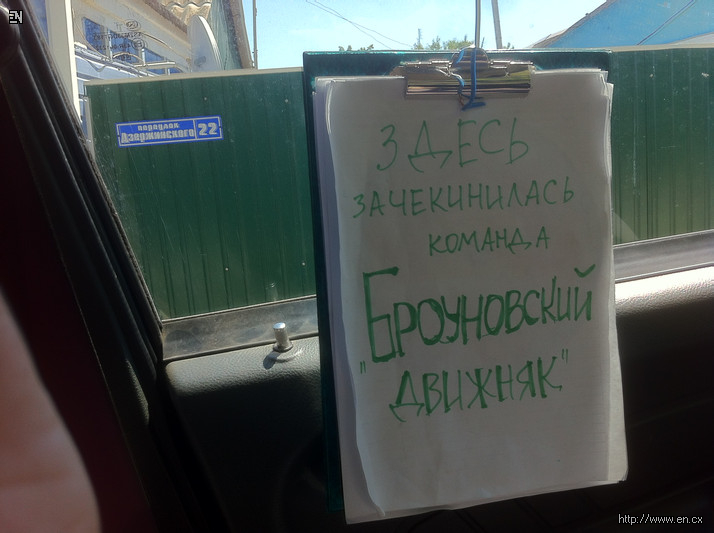 EN
переулок
Дзержинского 22
ЗДЕСЬ
ЗАЧЕКИНИЛАСЬ
КОМАНДА
"БРОУНОВСКИЙ
ДВИЖНЯК"
http://www.en.cx